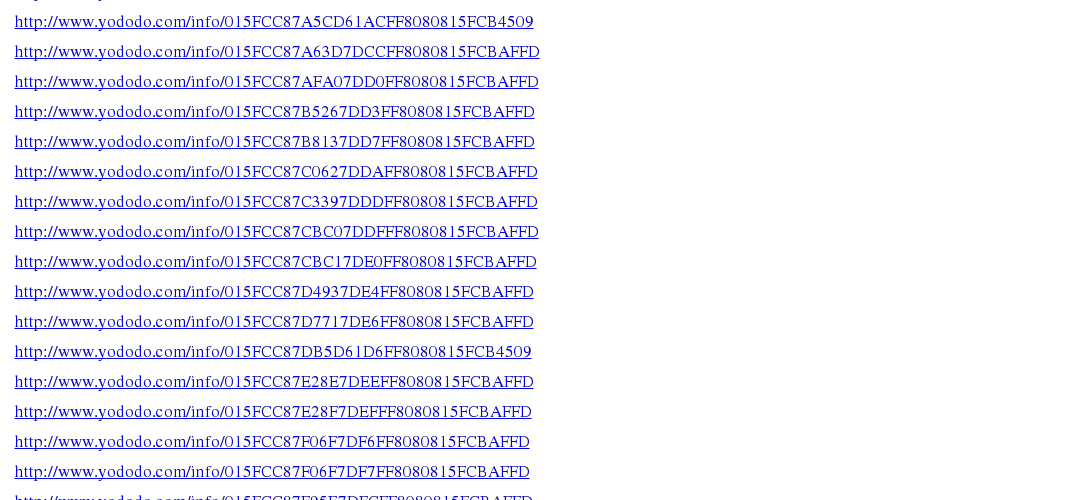 http://www.yododo.com/info/015FCC87A5CD61ACFF8080815FCB4509
http://www.yododo.com/info/015FCC87A63D7DCCFF8080815FCBAFFD
http://www.yododo.com/info/015FCC87AFA07DD0FF8080815FCBAFFD
http://www.yododo.com/info/015FCC87B5267DD3FF8080815FCBAFFD
http://www.yododo.com/info/015FCC87B8137DD7FF8080815FCBAFFD
http://www.yododo.com/info/015FCC87C0627DDAFF8080815FCBAFFD
http://www.yododo.com/info/015FCC87C3397DDDFF8080815FCBAFFD
http://www.yododo.com/info/015FCC87CBC07DDFFF8080815FCBAFFD
http://www.yododo.com/info/015FCC87CBC17DE0FF8080815FCBAFFD
http://www.yododo.com/info/015FCC87D4937DE4FF8080815FCBAFFD
http://www.yododo.com/info/015FCC87D7717DE6FF8080815FCBAFFD
http://www.yododo.com/info/015FCC87DB5D61D6FF8080815FCB4509
http://www.yododo.com/info/015FCC87E28E7DEEFF8080815FCBAFFD
http://www.yododo.com/info/015FCC87E28F7DEFFF8080815FCBAFFD
http://www.yododo.com/info/015FCC87F06F7DF6FF8080815FCBAFFD
http://www.yododo.com/info/015FCC87F06F7DF7FF8080815FCBAFFD